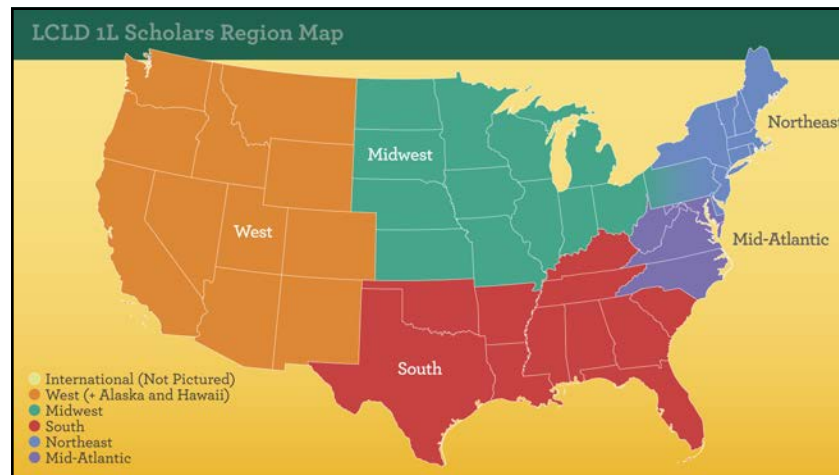 LCLD 1L Scholars Region Map
Northeast
Midwest
West
Mid-Atlantic
South
International (Not Pictured)
West (+ Alaska and Hawaii)
Midwest
South
Northeast
Mid-Atlantic